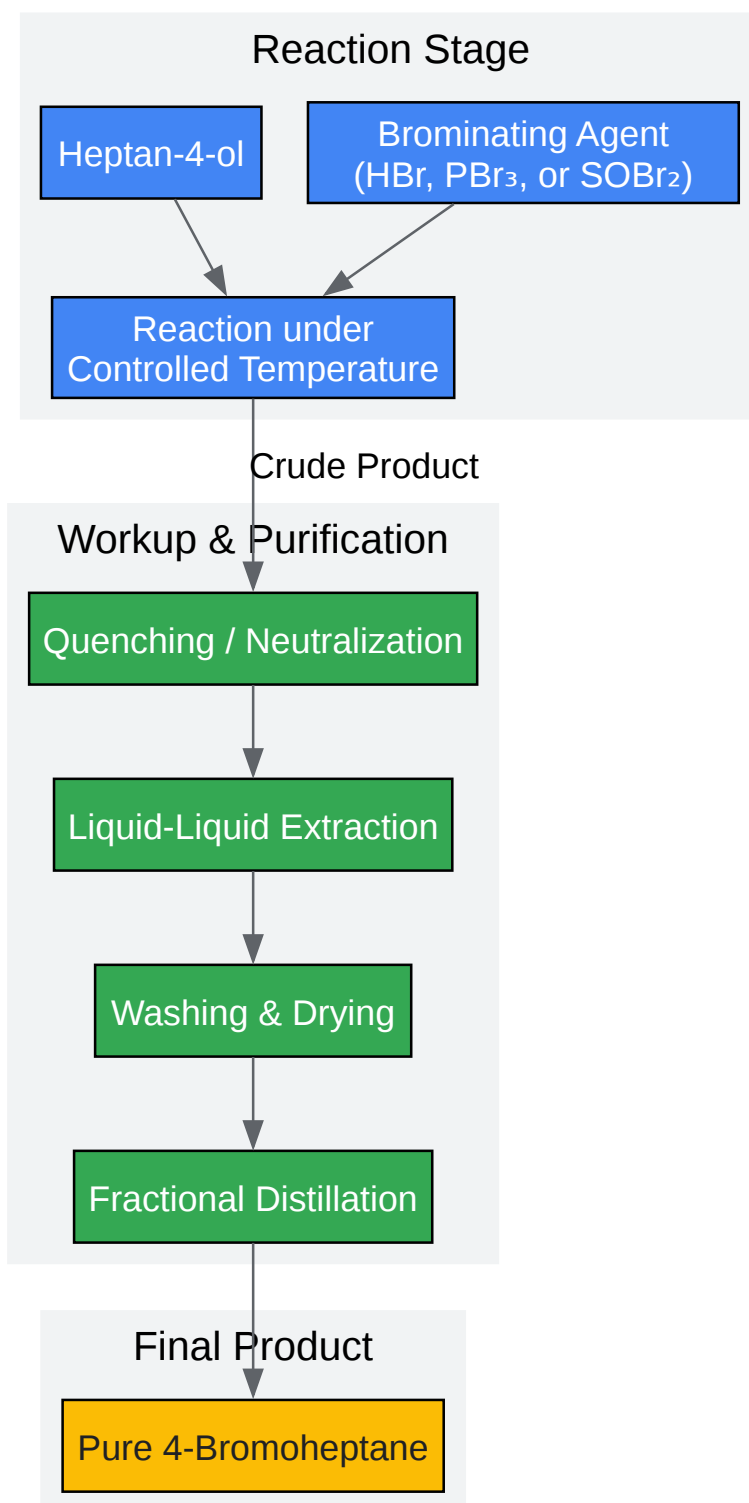 Reaction Stage
Heptan-4-ol
Brominating Agent
(HBr, PBr₃, or SOBr₂)
Reaction under
Controlled Temperature
Crude Product
Workup & Purification
Quenching / Neutralization
Liquid-Liquid Extraction
Washing & Drying
Fractional Distillation
Final Product
Pure 4-Bromoheptane